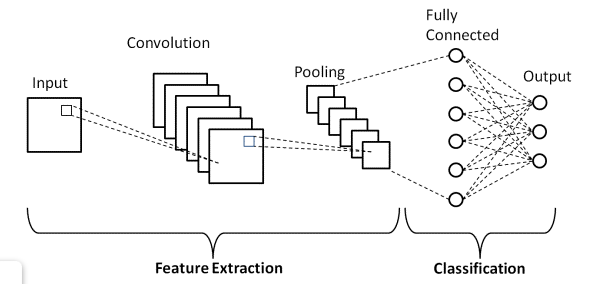 Fully
Connected
Convolution
Pooling
Output
Input
Feature Extraction
Classification